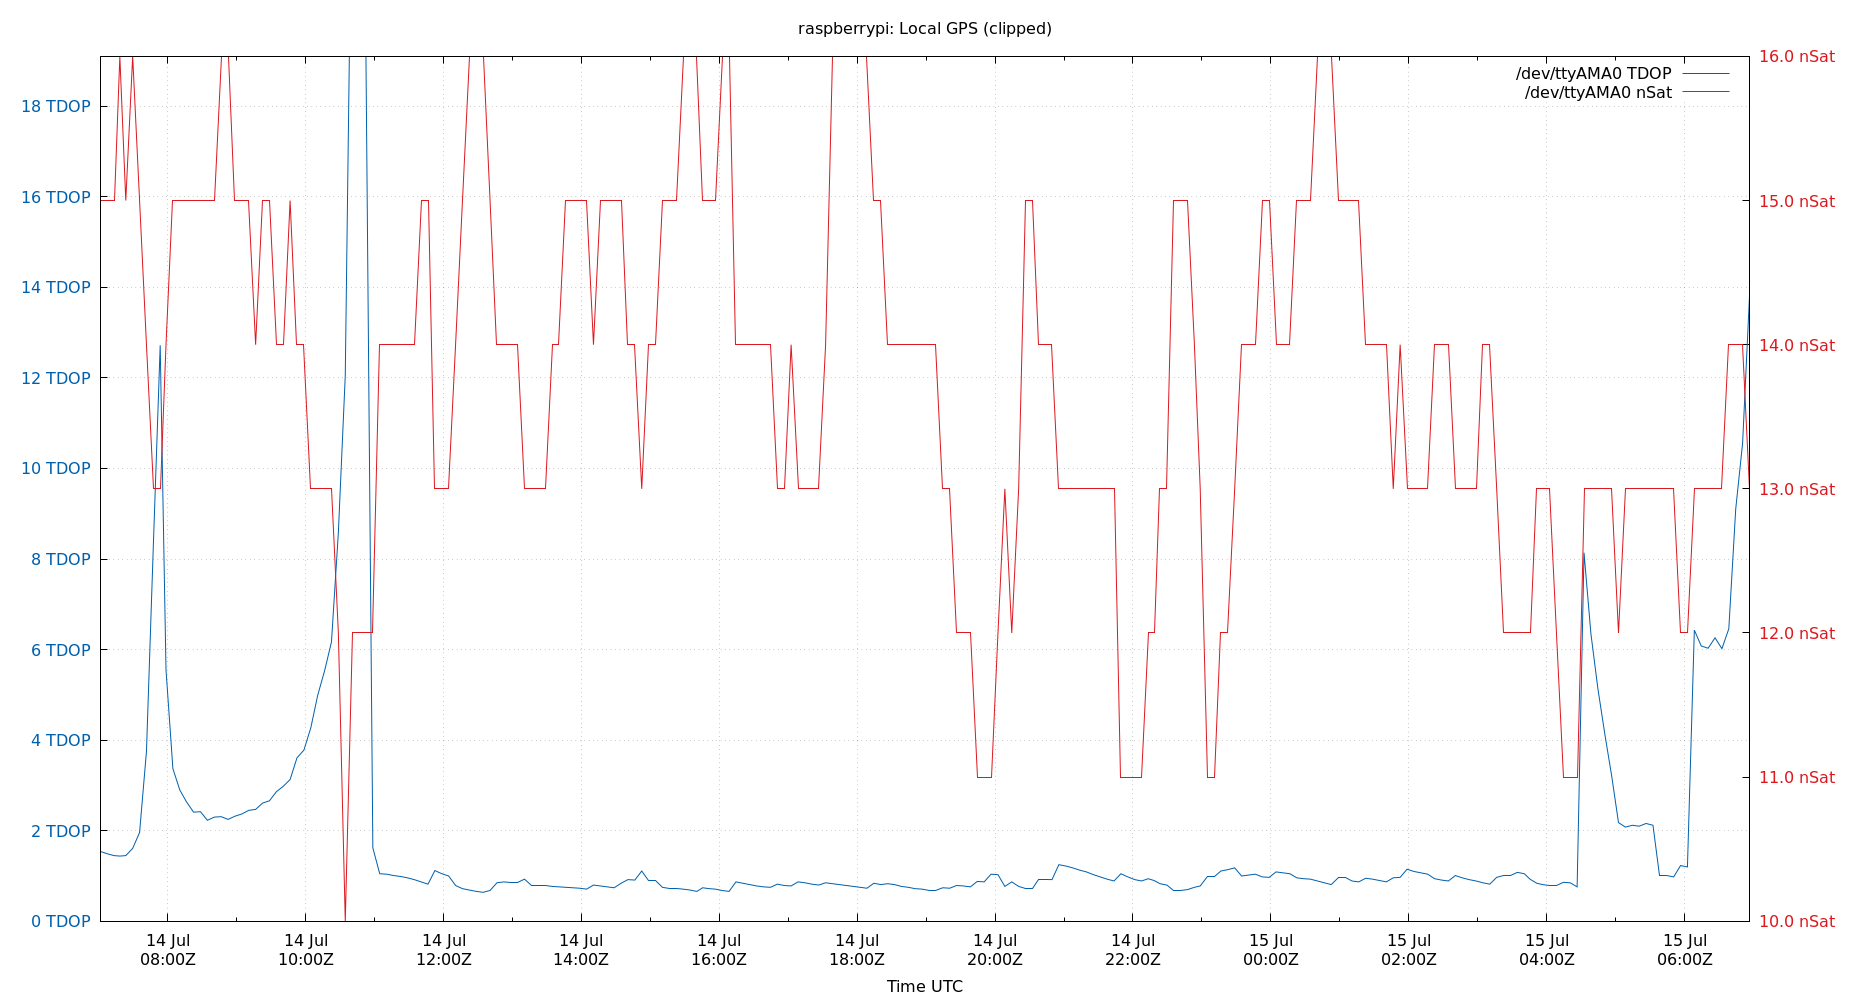 raspberrypi: Local GPS (clipped)
/dev/ttyAMA0 TDOP
/dev/ttyAMA0 nSat
18 TDOP
16 TDOP
14 TDOP
12 TDOP
10 TDOP
8 TDOP
6 TDOP
4 TDOP
2 TDOP
0 TDOP
16.0 nSat
15.0 nSat
14.0 nSat
13.0 nSat
12.0 nSat
11.0 nSat
10.0 nSat
14 Jul
08:00Z
14 Jul
10:00Z
14 Jul
12:00Z
14 Jul
14:00Z
14 Jul
16:00Z
14 Jul
18:00Z
14 Jul
20:00Z
14 Jul
22:00Z
15 Jul
00:00Z
15 Jul
02:00Z
15 Jul
04:00Z
15 Jul
06:00Z
Time UTC